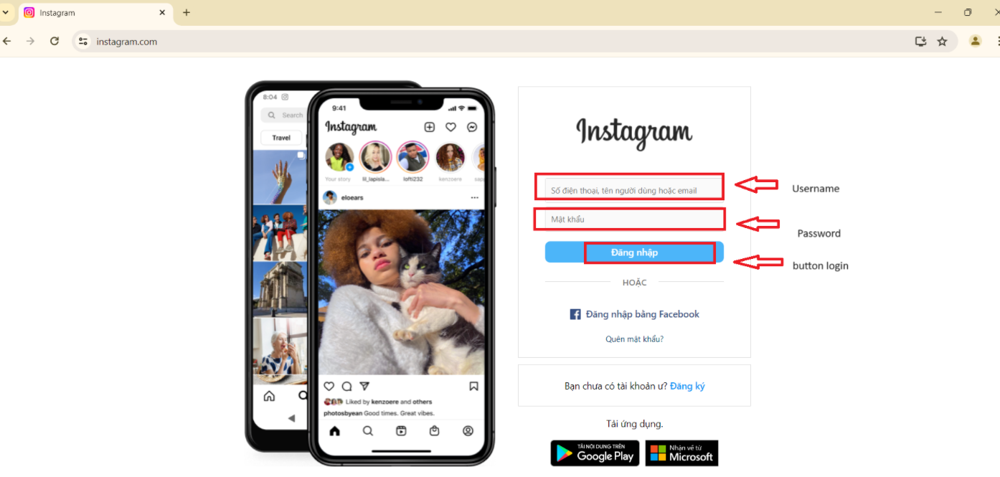 Instagram
instagram.com
8:04
Search
Travel
9:41
Instagram
Your story
lil_lapisla...
lofti232
kenzoere
eloears
Liked by kenzoere and others
photosbyean Good times. Great vibes.
Instagram
Số điện thoại, tên người dùng hoặc email
Username
Mật khẩu
Password
Đăng nhập
button login
HOẶC
Đăng nhập bằng Facebook
Quên mật khẩu?
Bạn chưa có tài khoản ư? Đăng ký
Tải ứng dụng.
TẢI NỘI DUNG TRÊN
Google Play
Nhận về từ
Microsoft